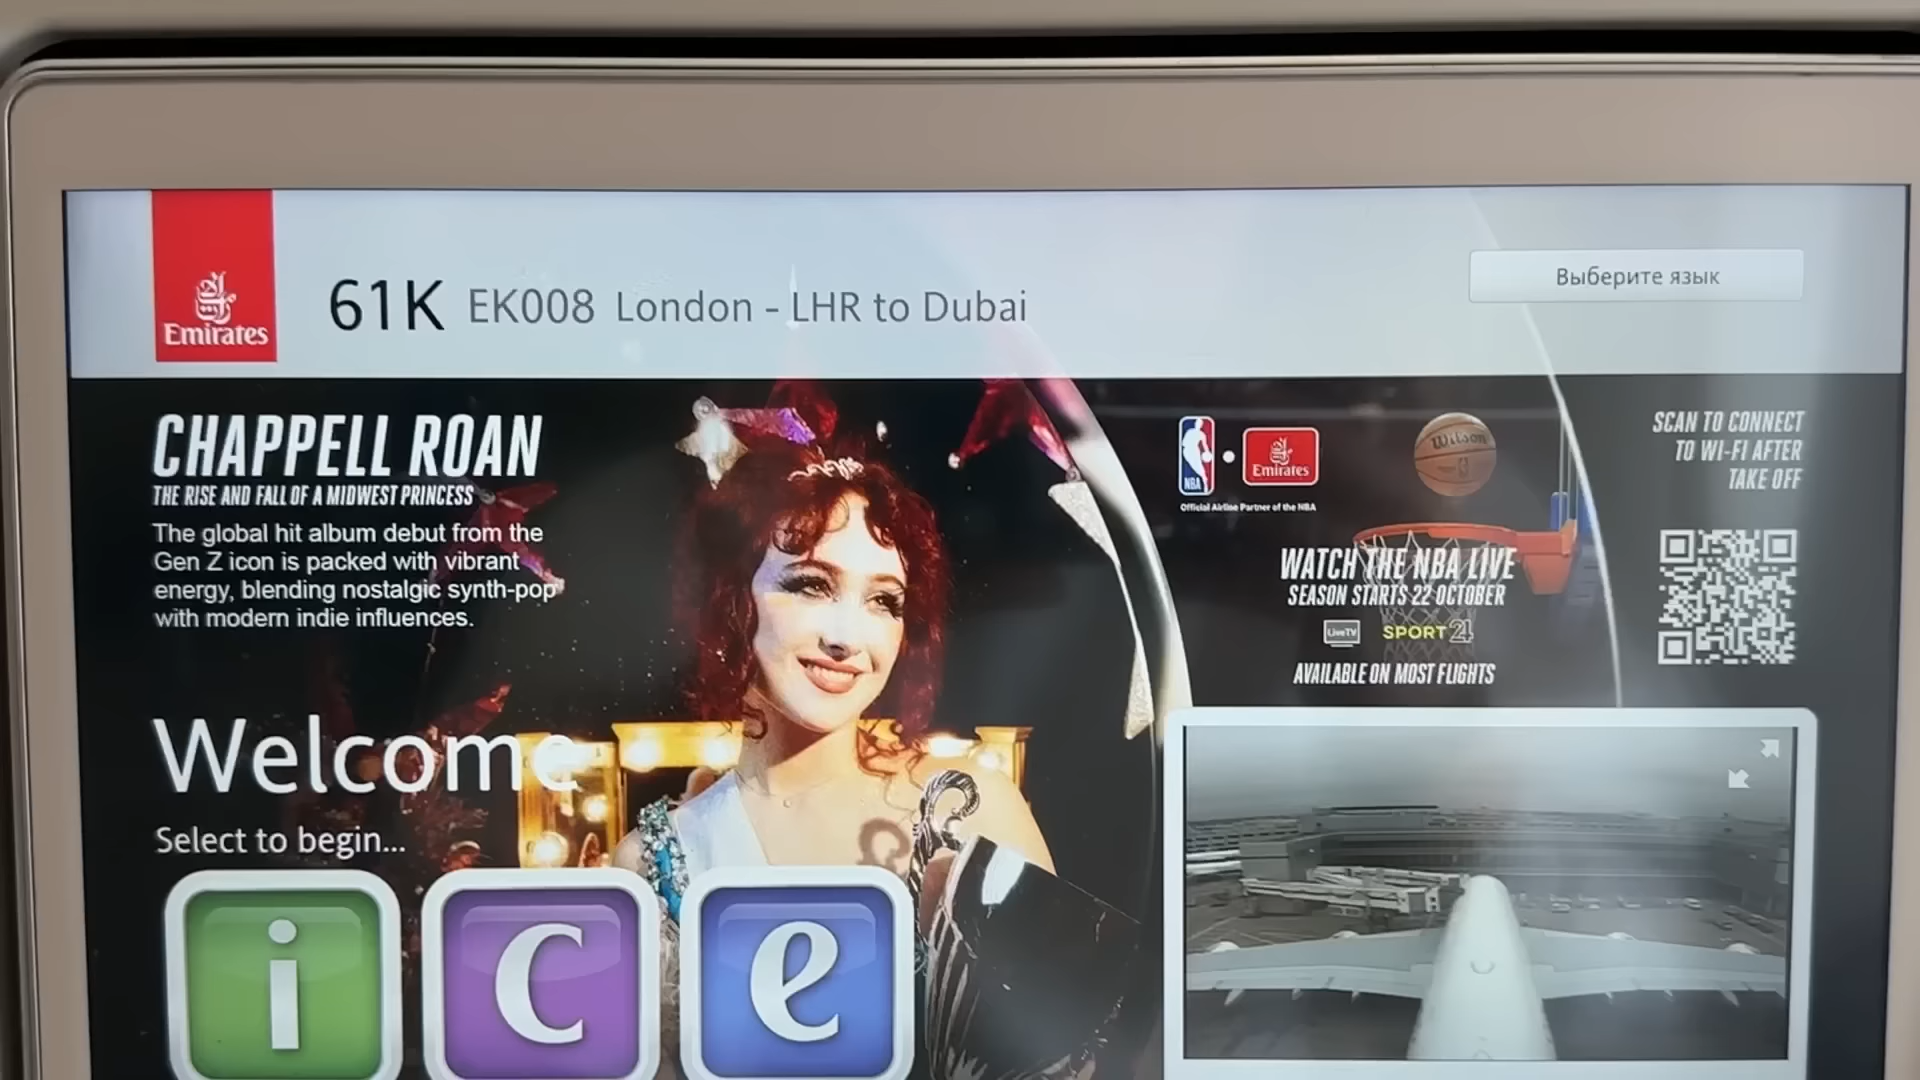 Emirates
61K EK008 London - LHR to Dubai
Выберите язык
CHAPPELL ROAN
THE RISE AND FALL OF A MIDWEST PRINCESS
The global hit album debut from the
Gen Z icon is packed with vibrant
energy, blending nostalgic synth-pop
with modern indie influences.
NBA
Emirates
Official Airline Partner of the NBA
Wilson
WATCH THE NBA LIVE
SEASON STARTS 22 OCTOBER
LiveTV SPORT 24
AVAILABLE ON MOST FLIGHTS
SCAN TO CONNECT
TO WI-FI AFTER
TAKE OFF
Welcome
Select to begin...
i c e